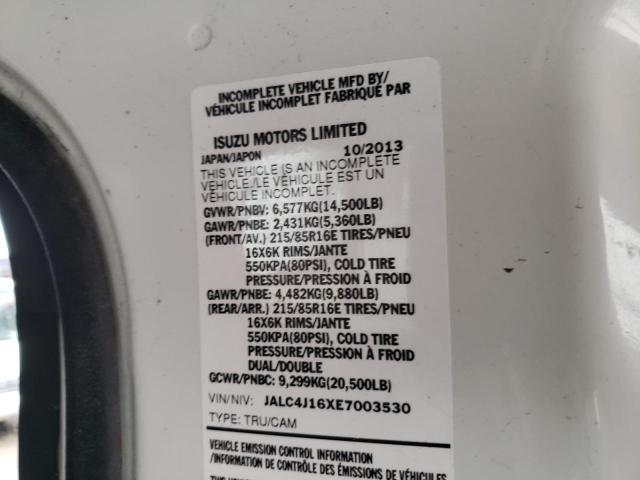 INCOMPLETE VEHICLE MFD BY/
VÉHICULE INCOMPLET FABRIQUÉ PAR
ISUZU MOTORS LIMITED
JAPAN/JAPON 10/2013
THIS VEHICLE IS AN INCOMPLETE
VEHICLE./LE VÉHICULE EST UN
VÉHICULE INCOMPLET.
GVWR/PNBV: 6,577KG(14,500LB)
GAWR/PNBE: 2,431KG(5,360LB)
(FRONT/AV.) 215/85R16E TIRES/PNEU
16X6K RIMS/JANTE
550KPA(80PSI), COLD TIRE
PRESSURE/PRESSION À FROID
GAWR/PNBE: 4,482KG(9,880LB)
(REAR/ARR.) 215/85R16E TIRES/PNEU
16X6K RIMS/JANTE
550KPA(80PSI), COLD TIRE
PRESSURE/PRESSION À FROID
DUAL/DOUBLE
GCWR/PNBC: 9,299KG(20,500LB)
VIN/NIV: JALC4J16XE7003530
TYPE: TRU/CAM
VEHICLE EMISSION CONTROL INFORMATION
/INFORMATION DE CONTRÔLE DES ÉMISSIONS DE VÉHICULES